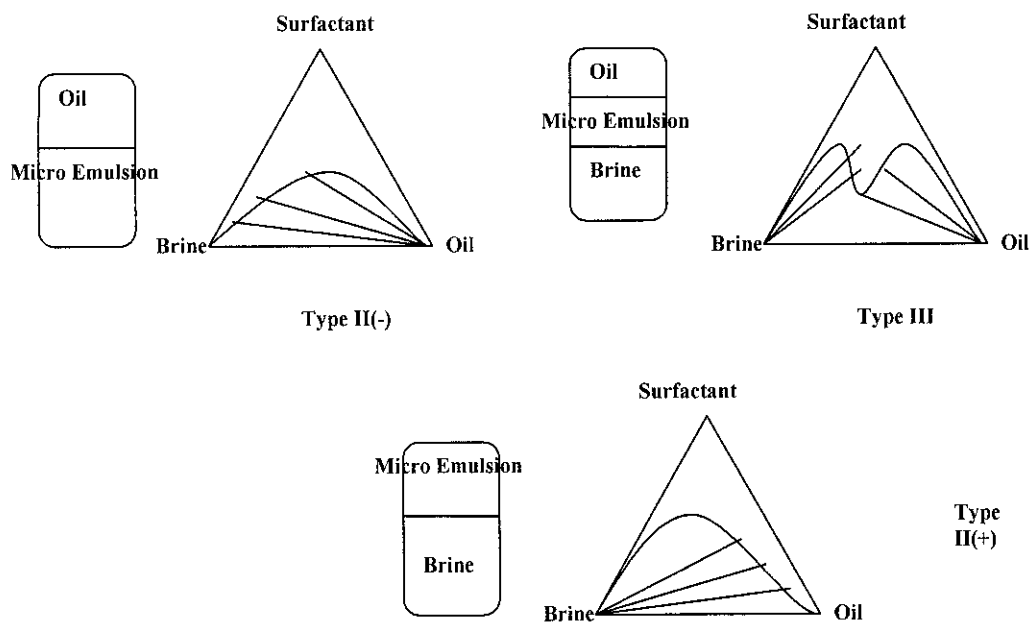 Surfactant
Oil
Micro Emulsion
Brine
Oil
Type II(-)
Surfactant
Oil
Micro Emulsion
Brine
Brine
Oil
Type III
Surfactant
Micro Emulsion
Brine
Brine
Oil
Type
II(+)